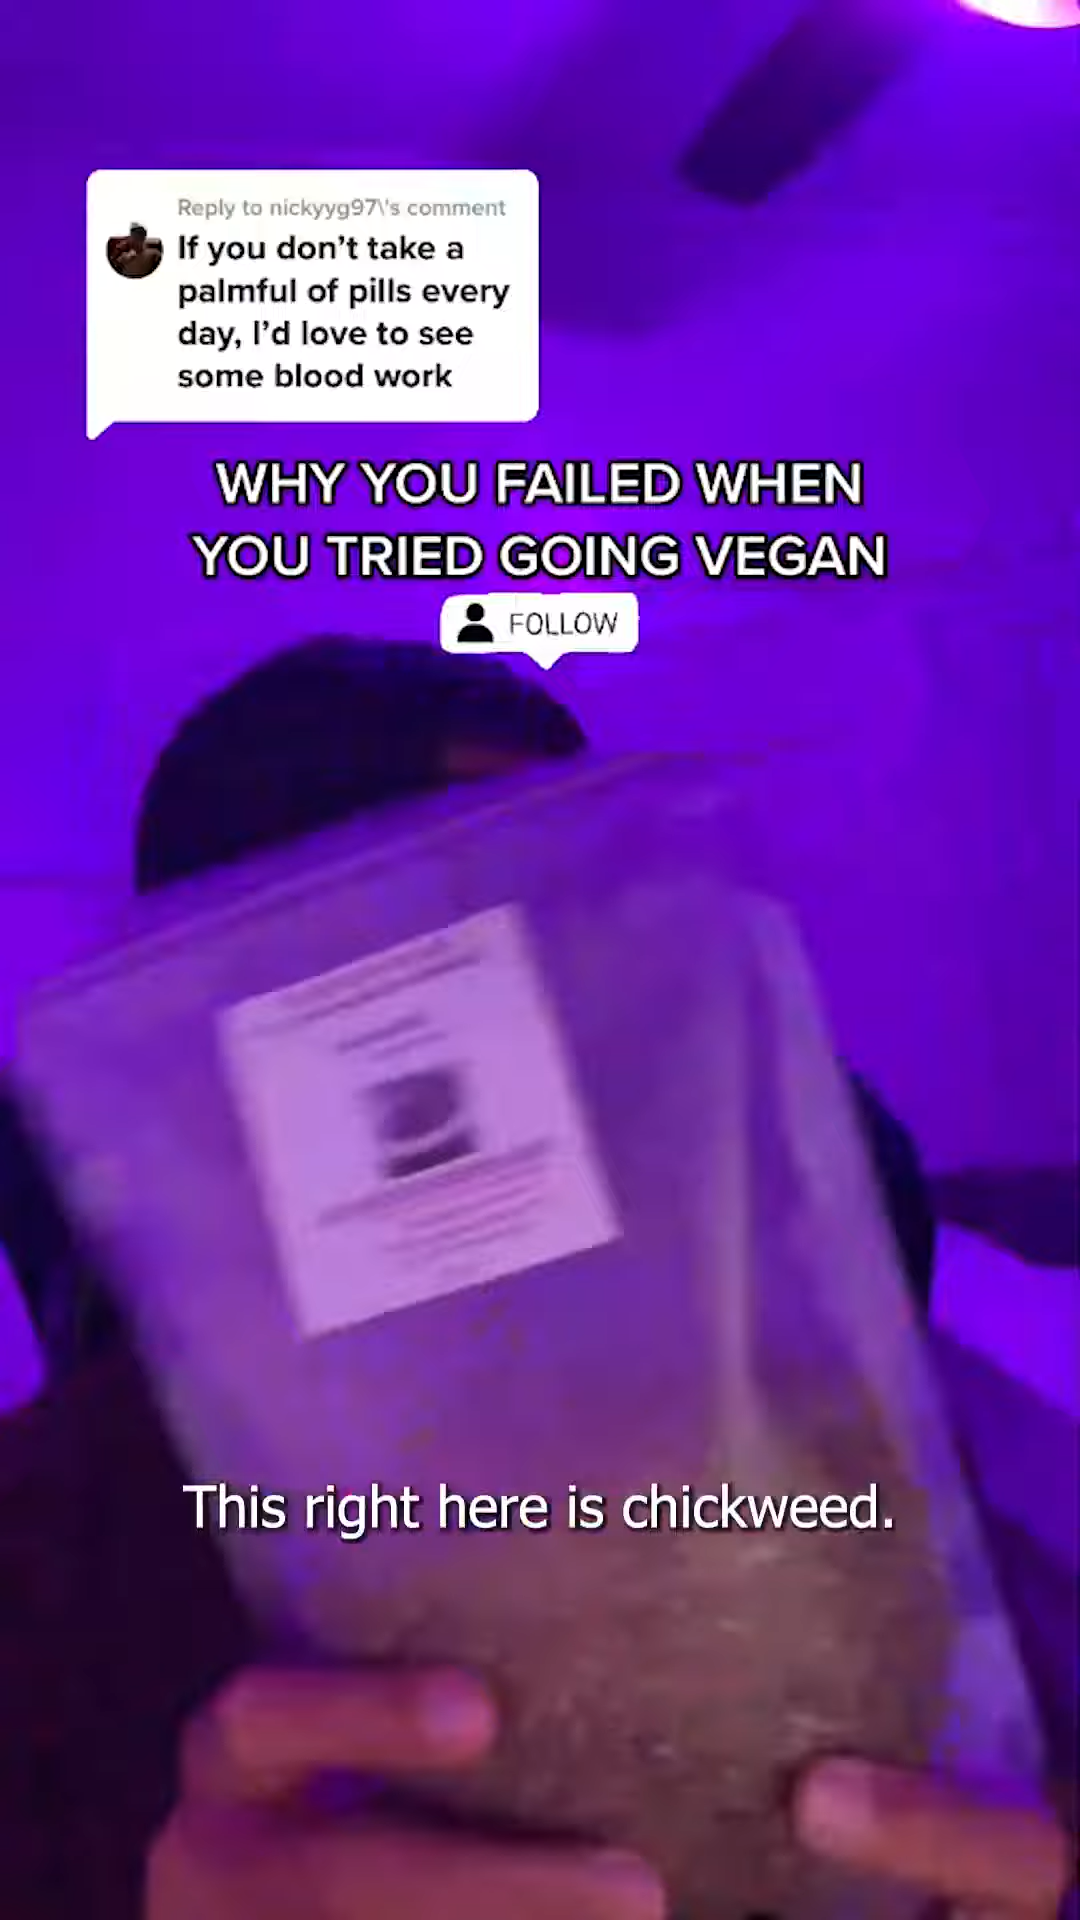 Reply to nickyyg97\'s comment
If you don't take a
palmful of pills every
day, I'd love to see
some blood work
WHY YOU FAILED WHEN
YOU TRIED GOING VEGAN
FOLLOW
This right here is chickweed.